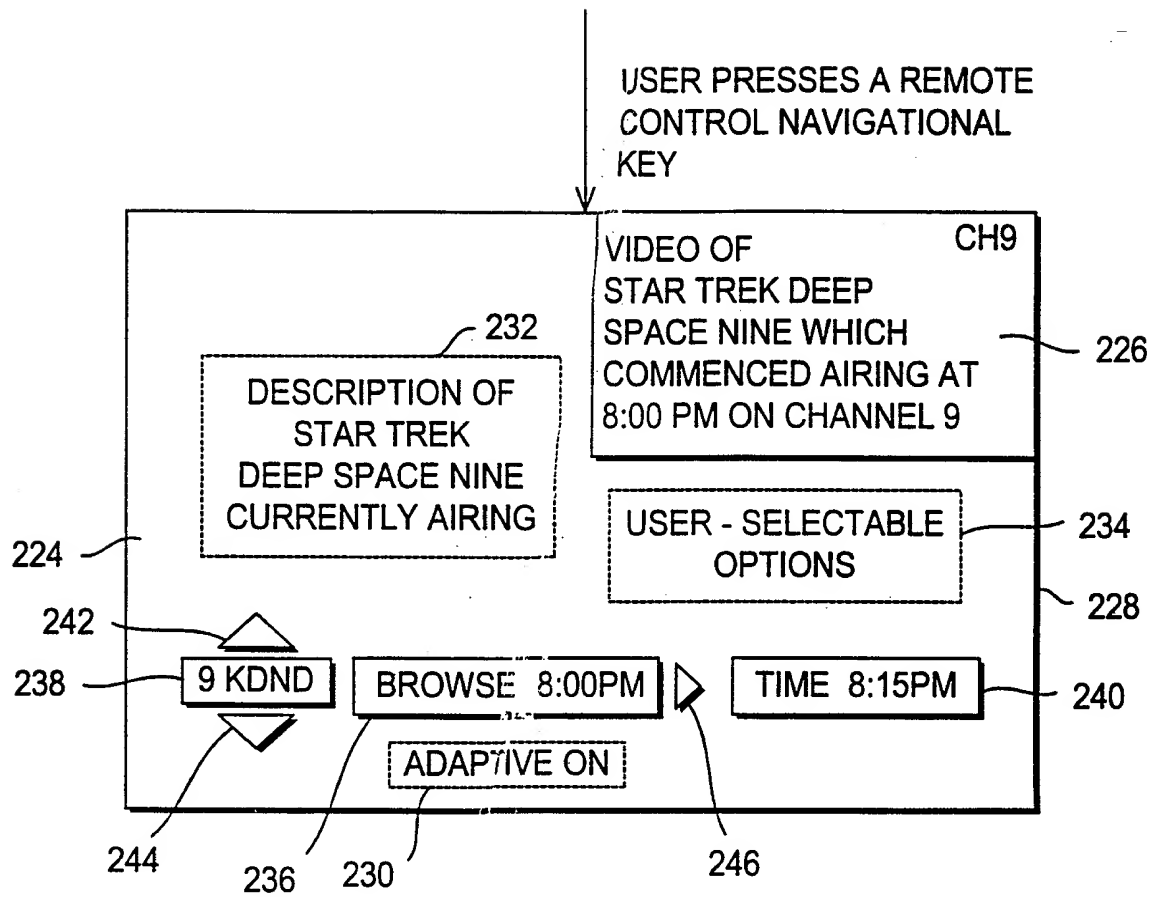 USER PRESSES A REMOTE
CONTROL NAVIGATIONAL
KEY
CH9
VIDEO OF
STAR TREK DEEP
SPACE NINE WHICH
COMMENCED AIRING AT
8:00 PM ON CHANNEL 9
226
232
DESCRIPTION OF
STAR TREK
DEEP SPACE NINE
CURRENTLY AIRING
USER - SELECTABLE
OPTIONS
234
224
228
242
238
9 KDND
BROWSE 8:00PM
TIME 8:15PM
240
ADAPTIVE ON
244
236
230
246